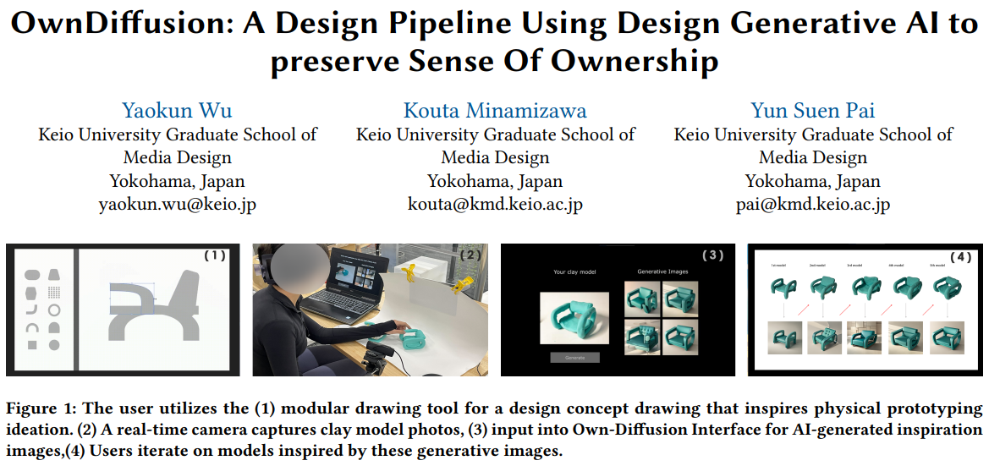 OwnDiffusion: A Design Pipeline Using Design Generative AI to
preserve Sense Of Ownership
Yaokun Wu
Keio University Graduate School of
Media Design
Yokohama, Japan
yaokun.wu@keio.jp
Kouta Minamizawa
Keio University Graduate School of
Media Design
Yokohama, Japan
kouta@kmd.keio.ac.jp
Yun Suen Pai
Keio University Graduate School of
Media Design
Yokohama, Japan
pai@kmd.keio.ac.jp
(1)
(2)
(3)
Your clay model
Generative Images
Generate
(4)
1st model
2nd model
3rd model
4th model
5th model
Figure 1: The user utilizes the (1) modular drawing tool for a design concept drawing that inspires physical prototyping
ideation. (2) A real-time camera captures clay model photos, (3) input into Own-Diffusion Interface for AI-generated inspiration
images,(4) Users iterate on models inspired by these generative images.